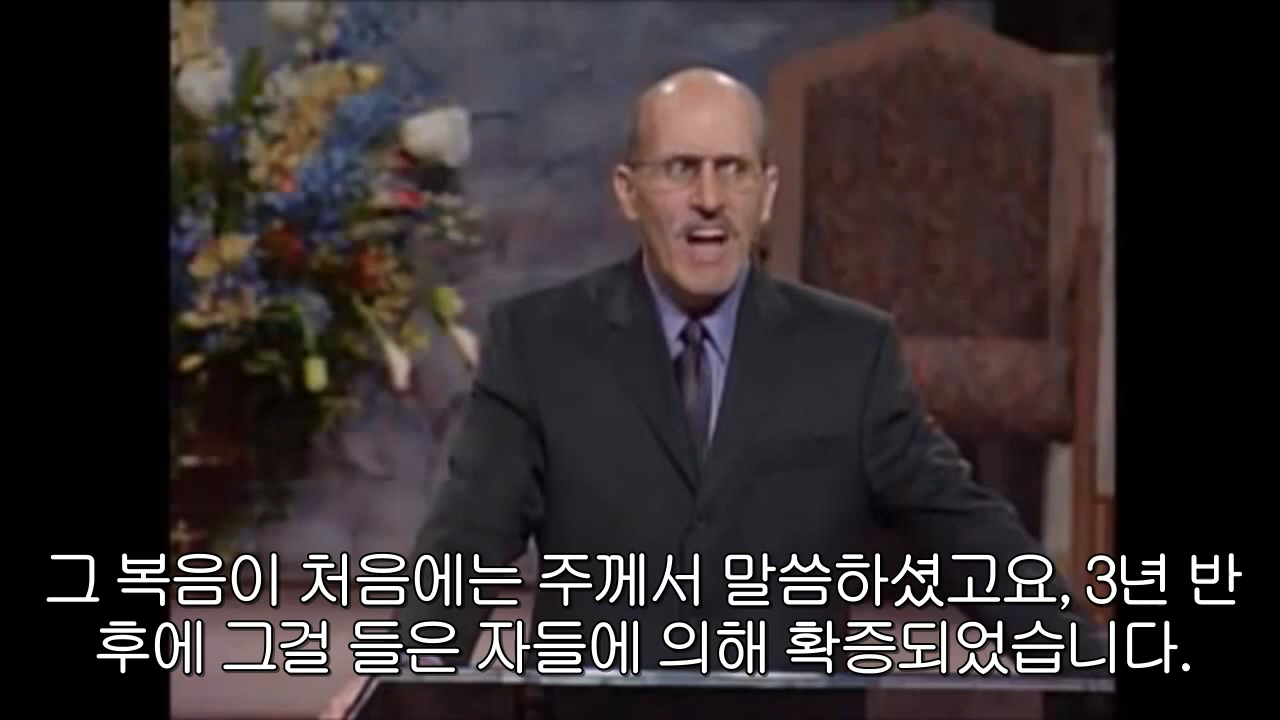 그 복음이 처음에는 주께서 말씀하셨고요, 3년 반
후에 그걸 들은 자들에 의해 확증되었습니다.